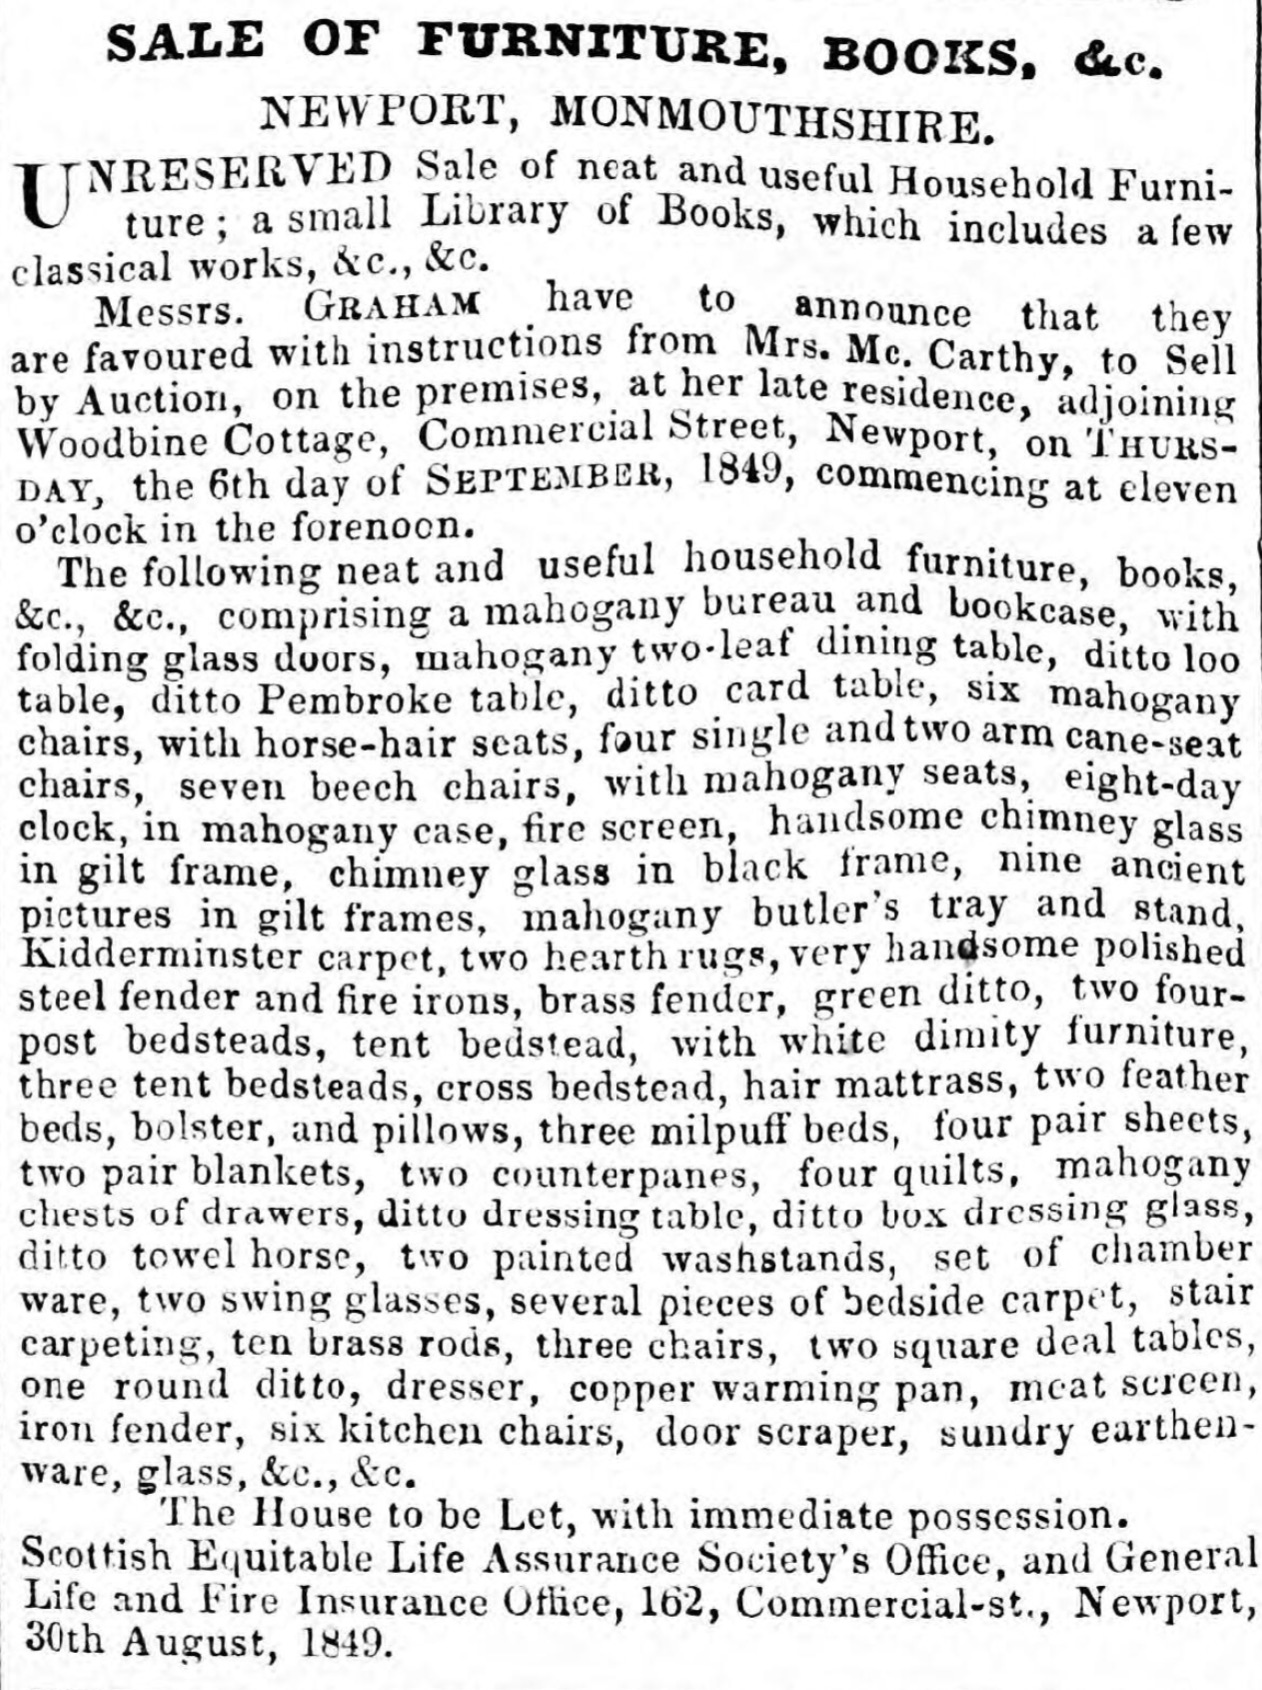 SALE OF FURNITURE, BOOKS, &c.
NEWPORT, MONMOUTHSHIRE.
UNRESERVED Sale of neat and useful Household Furni-
ture; a small Library of Books, which includes a few
classical works, &c., &c.
Messrs. GRAHAM have to announce that they
are favoured with instructions from Mrs. Mc. Carthy, to Sell
by Auction, on the premises, at her late residence, adjoining
Woodbine Cottage, Commercial Street, Newport, on THURS-
DAY, the 6th day of SEPTEMBER, 1849, commencing at eleven
o'clock in the forenoon.
The following neat and useful household furniture, books,
&c., &c., comprising a mahogany bureau and bookcase, with
folding glass doors, mahogany two-leaf dining table, ditto loo
table, ditto Pembroke table, ditto card table, six mahogany
chairs, with horse-hair seats, four single and two arm cane-seat
chairs, seven beech chairs, with mahogany seats, eight-day
clock, in mahogany case, fire screen, handsome chimney glass
in gilt frame, chimney glass in black frame, nine ancient
pictures in gilt frames, mahogany butler's tray and stand,
Kidderminster carpet, two hearth rugs, very handsome polished
steel fender and fire irons, brass fender, green ditto, two four-
post bedsteads, tent bedstead, with white dimity furniture,
three tent bedsteads, cross bedstead, hair mattrass, two feather
beds, bolster, and pillows, three milpuff beds, four pair sheets,
two pair blankets, two counterpanes, four quilts, mahogany
chests of drawers, ditto dressing table, ditto box dressing glass,
ditto towel horse, two painted washstands, set of chamber
ware, two swing glasses, several pieces of bedside carpet, stair
carpeting, ten brass rods, three chairs, two square deal tables,
one round ditto, dresser, copper warming pan, meat screen,
iron fender, six kitchen chairs, door scraper, sundry earthen-
ware, glass, &c., &c.
The House to be Let, with immediate possession.
Scottish Equitable Life Assurance Society's Office, and General
Life and Fire Insurance Office, 162, Commercial-st., Newport,
30th August, 1849.